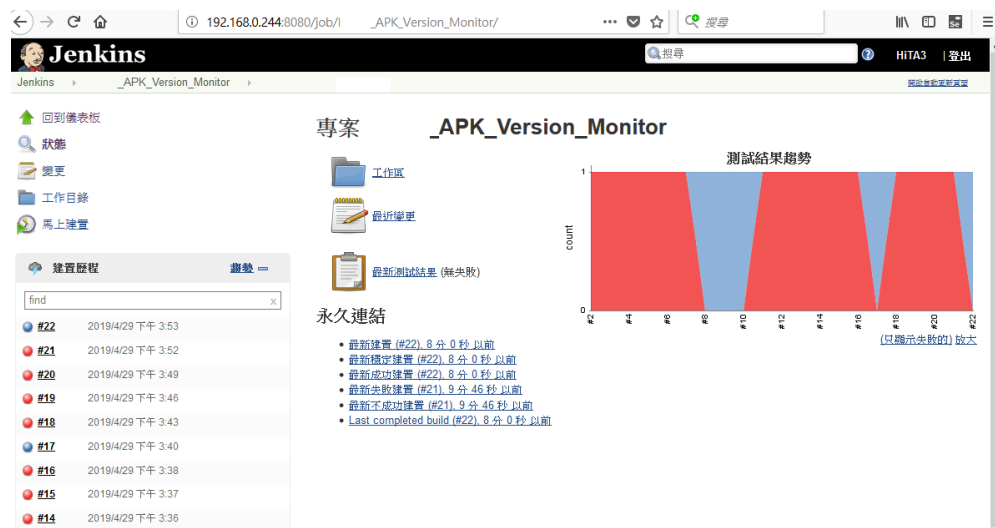 192.168.0.244:8080/job/I _APK_Version_Monitor/
搜尋
Jenkins
搜尋
HiTA3 | 登出
Jenkins _APK_Version_Monitor
開啟自動更新頁面
回到儀表板
狀態
變更
工作目錄
馬上建置
專案 _APK_Version_Monitor
工作區
最近變更
最新測試結果 (無失敗)
永久連結
最新建置 (#22), 8 分 0 秒 以前
最新穩定建置 (#22), 8 分 0 秒 以前
最新成功建置 (#22), 8 分 0 秒 以前
最新失敗建置 (#21), 9 分 46 秒 以前
最新不成功建置 (#21), 9 分 46 秒 以前
Last completed build (#22), 8 分 0 秒 以前
測試結果趨勢
count
1
0
#2 #4 #6 #8 #10 #12 #14 #16 #18 #20 #22
(只顯示失敗的) 放大
建置歷程 趨勢
find x
#22 2019/4/29 下午 3:53
#21 2019/4/29 下午 3:52
#20 2019/4/29 下午 3:49
#19 2019/4/29 下午 3:46
#18 2019/4/29 下午 3:43
#17 2019/4/29 下午 3:40
#16 2019/4/29 下午 3:38
#15 2019/4/29 下午 3:37
#14 2019/4/29 下午 3:36